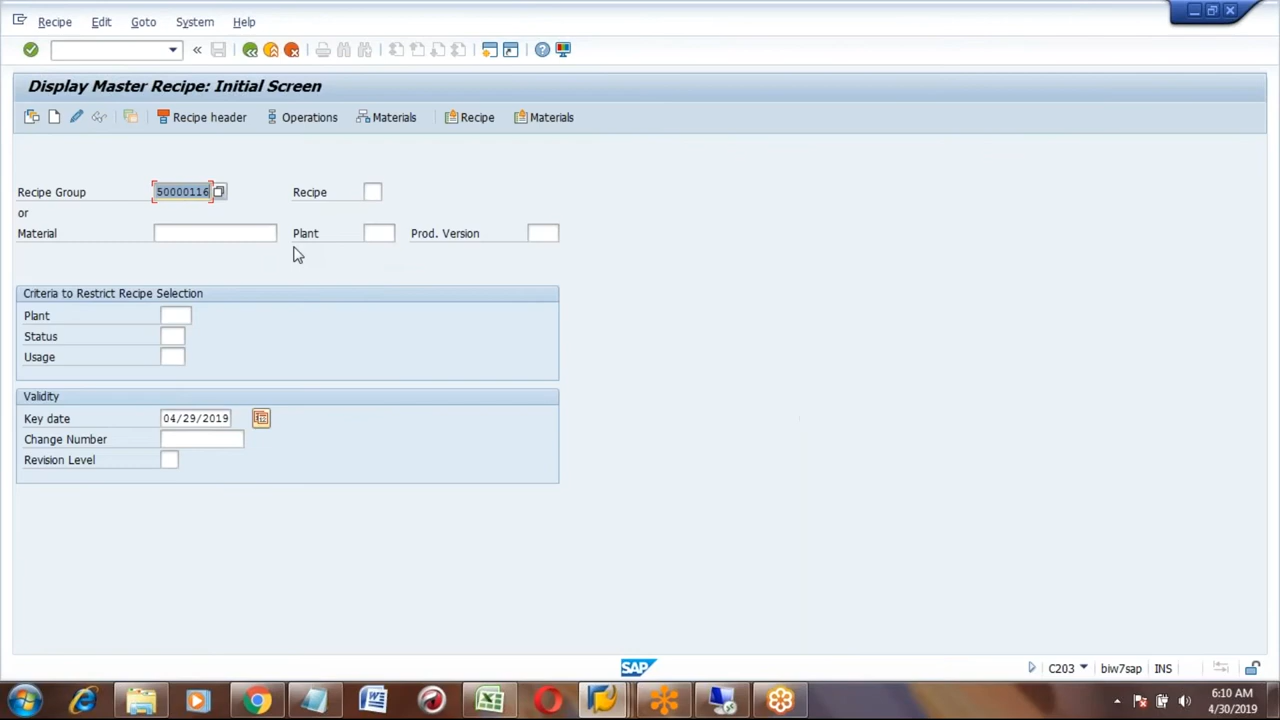 Recipe Edit Goto System Help
Display Master Recipe: Initial Screen
Recipe header Operations Materials Recipe Materials
Recipe Group 50000116 Recipe
or
Material Plant Prod. Version
Criteria to Restrict Recipe Selection
Plant
Status
Usage
Validity
Key date 04/29/2019
Change Number
Revision Level
SAP C203 biw7sap INS
6:10 AM
4/30/2019